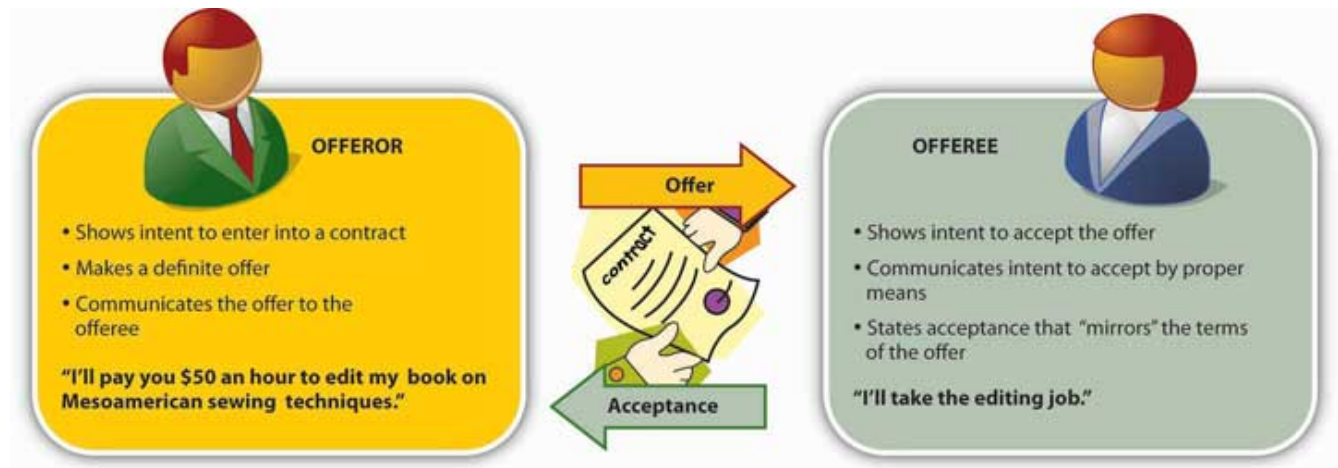 OFFEROR
• Shows intent to enter into a contract
• Makes a definite offer
• Communicates the offer to the
offeree
"I'll pay you $50 an hour to edit my book on
Mesoamerican sewing techniques."
Offer
contract
Acceptance
OFFEREE
• Shows intent to accept the offer
• Communicates intent to accept by proper
means
• States acceptance that "mirrors" the terms
of the offer
"I'll take the editing job."